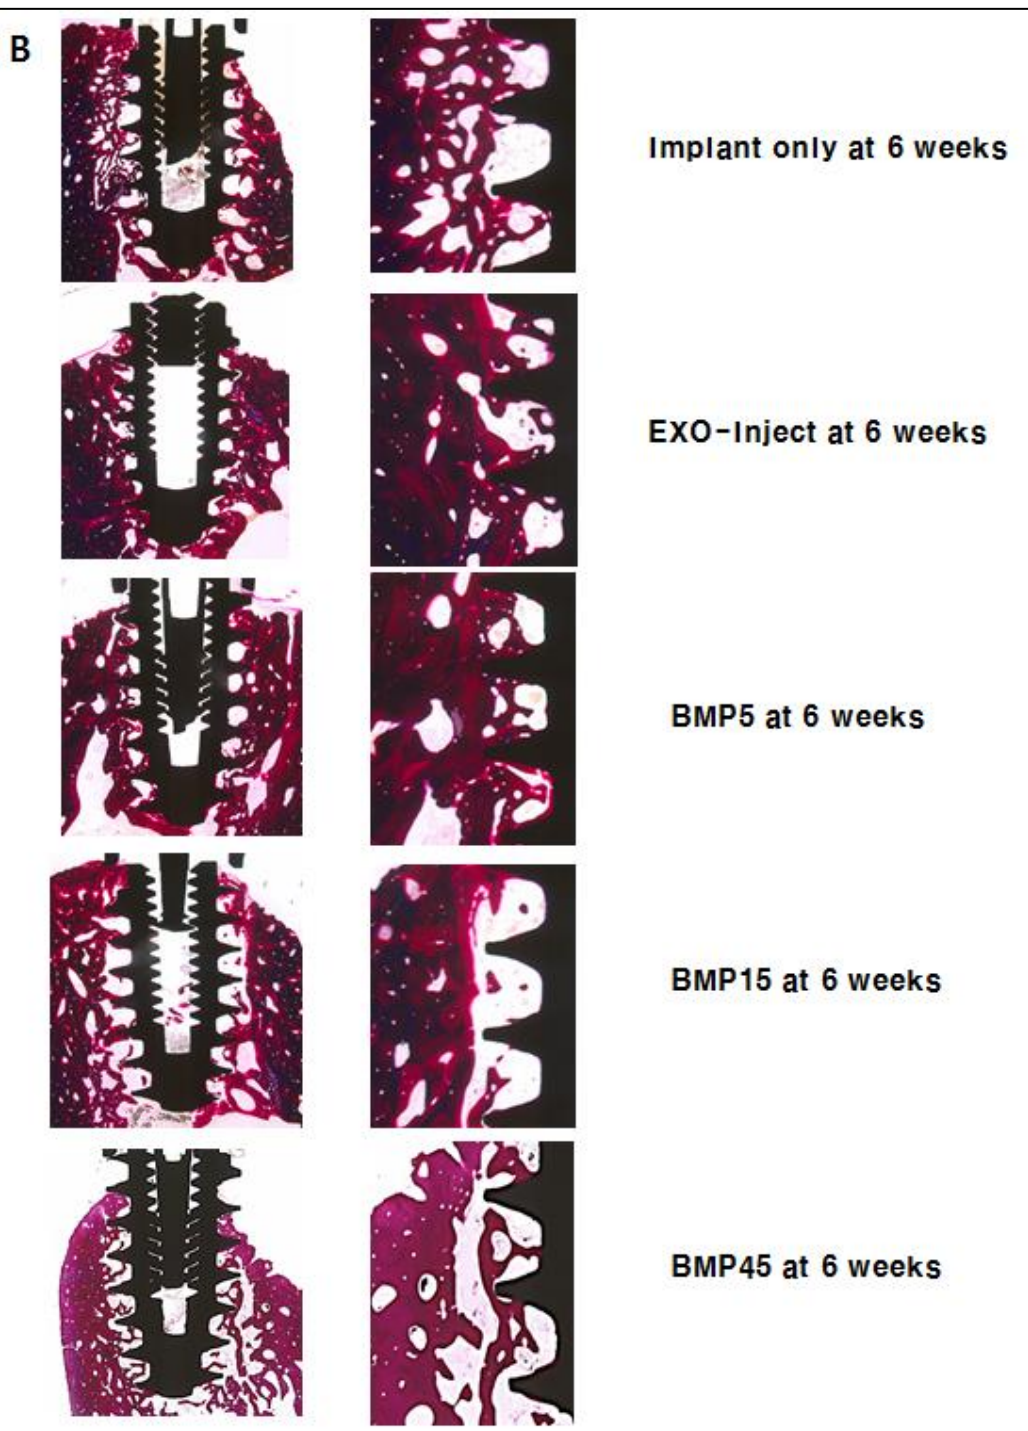 B
Implant only at 6 weeks
EXO-Inject at 6 weeks
BMP5 at 6 weeks
BMP15 at 6 weeks
BMP45 at 6 weeks